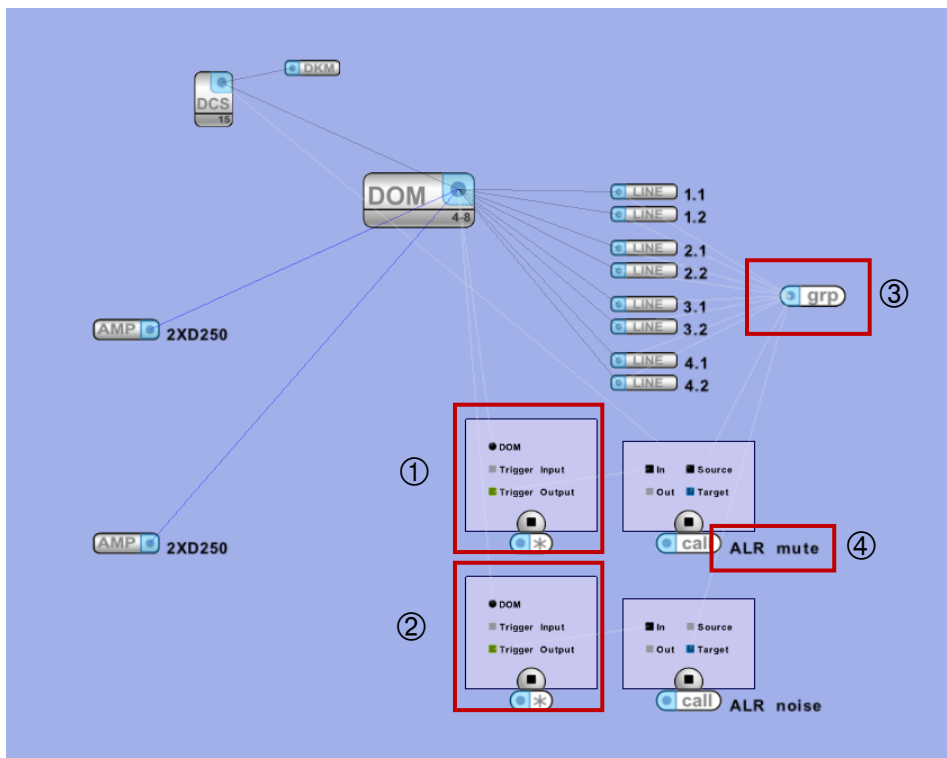 DKM
DCS
15
DOM
4-8
LINE 1.1
LINE 1.2
LINE 2.1
LINE 2.2
grp ③
LINE 3.1
LINE 3.2
AMP 2XD250
LINE 4.1
LINE 4.2
①
DOM
Trigger Input
Trigger Output
*
In Source
Out Target
call ALR mute ④
AMP 2XD250
②
DOM
Trigger Input
Trigger Output
*
In Source
Out Target
call ALR noise